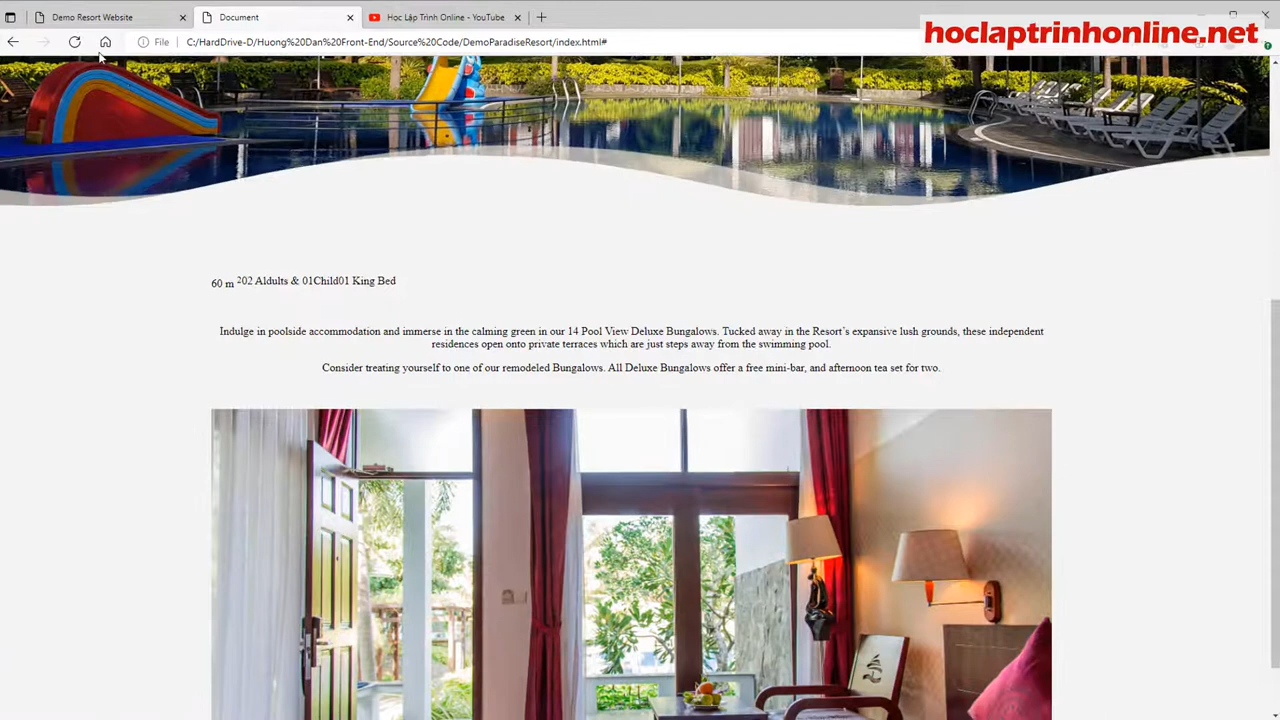 Demo Resort Website
Document
Học Lập Trình Online - YouTube
hoclaptrinhonline.net
File
C:/HardDrive-D/Huong%20Dan%20Front-End/Source%20Code/DemoParadiseResort/index.html#
60 m 202 Aldults & 01Child01 King Bed
Indulge in poolside accommodation and immerse in the calming green in our 14 Pool View Deluxe Bungalows. Tucked away in the Resort’s expansive lush grounds, these independent
residences open onto private terraces which are just steps away from the swimming pool.
Consider treating yourself to one of our remodeled Bungalows. All Deluxe Bungalows offer a free mini-bar, and afternoon tea set for two.